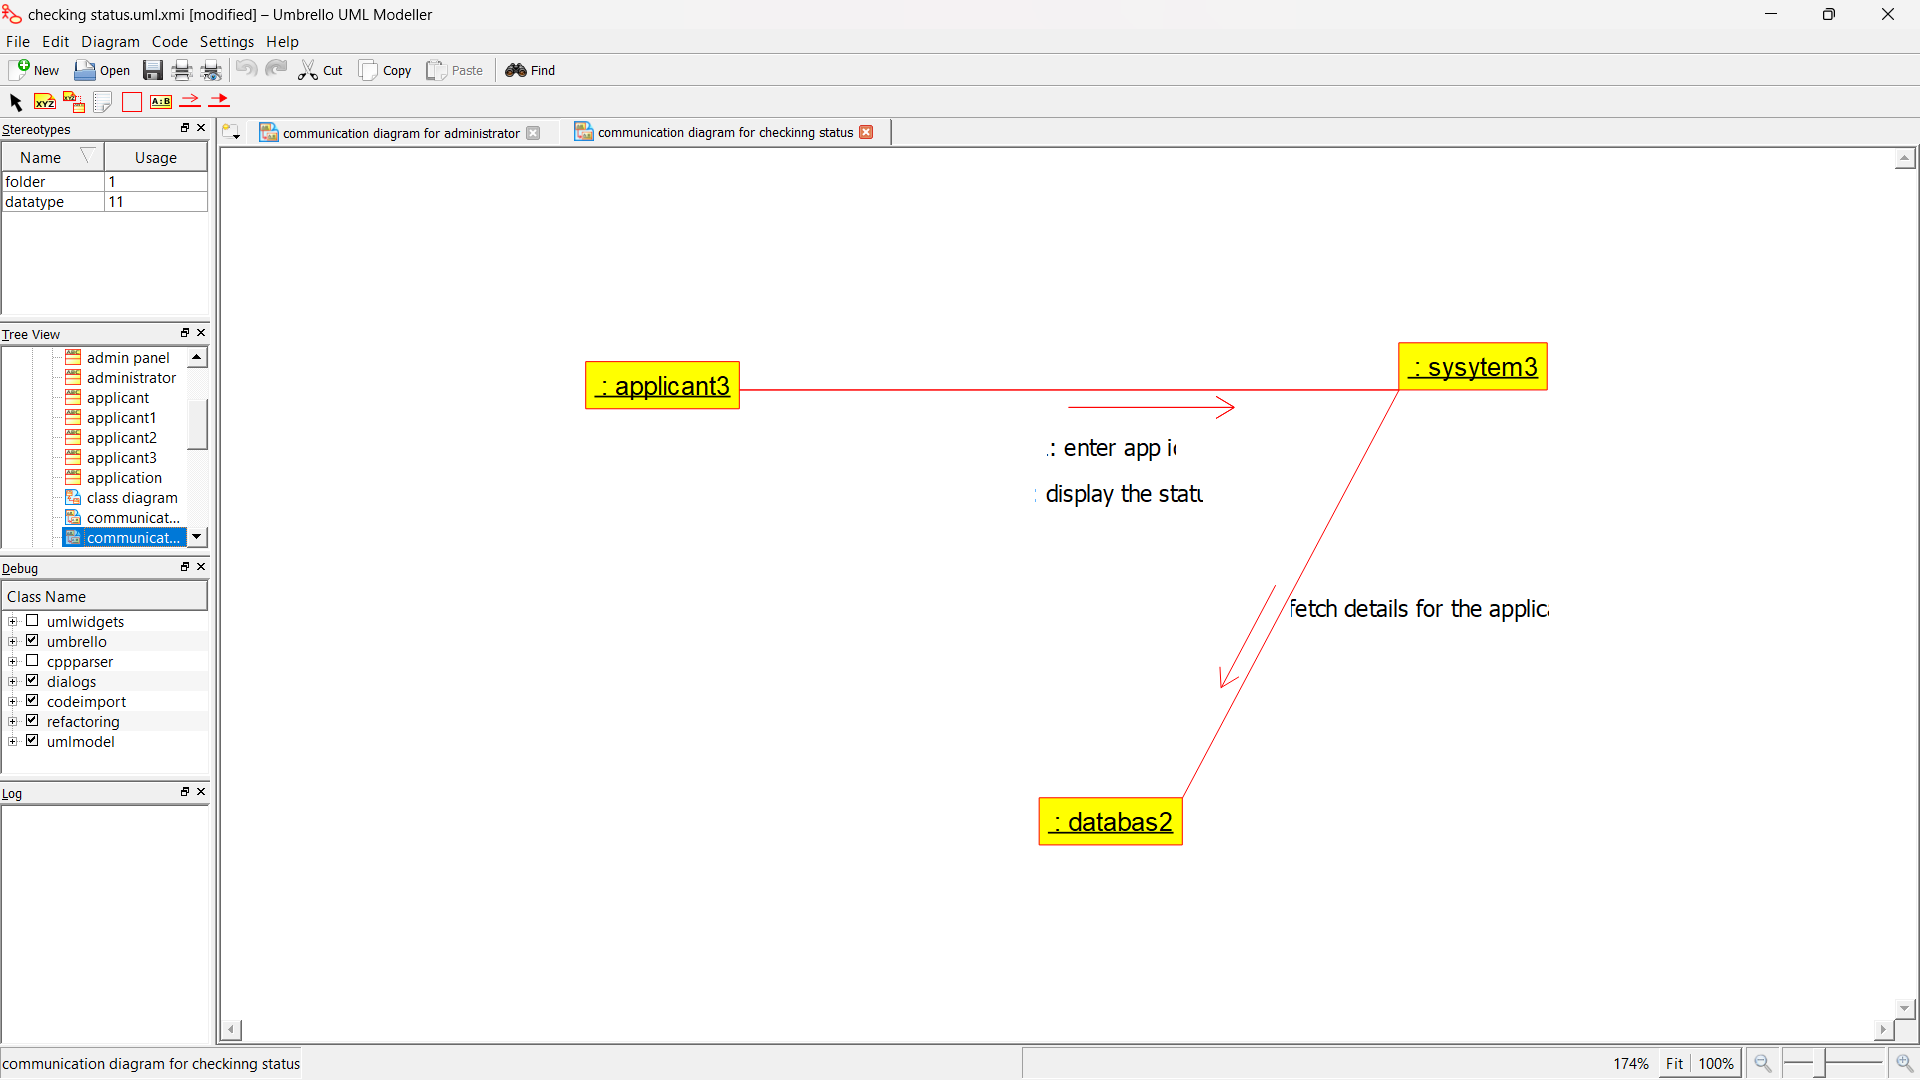 checking status.uml.xmi [modified] – Umbrello UML Modeller
File Edit Diagram Code Settings Help
New Open Cut Copy Paste Find
XYZ A:B
Stereotypes
communication diagram for administrator
communication diagram for checkinng status
Name Usage
folder 1
datatype 11
Tree View
admin panel
administrator
applicant
applicant1
applicant2
applicant3
application
class diagram
communicat...
communicat...
Debug
Class Name
umlwidgets
umbrello
cppparser
dialogs
codeimport
refactoring
umlmodel
Log
: applicant3
: sysytem3
: enter app
: display the
fetch details for the
: databas2
communication diagram for checkinng status
174% Fit 100%